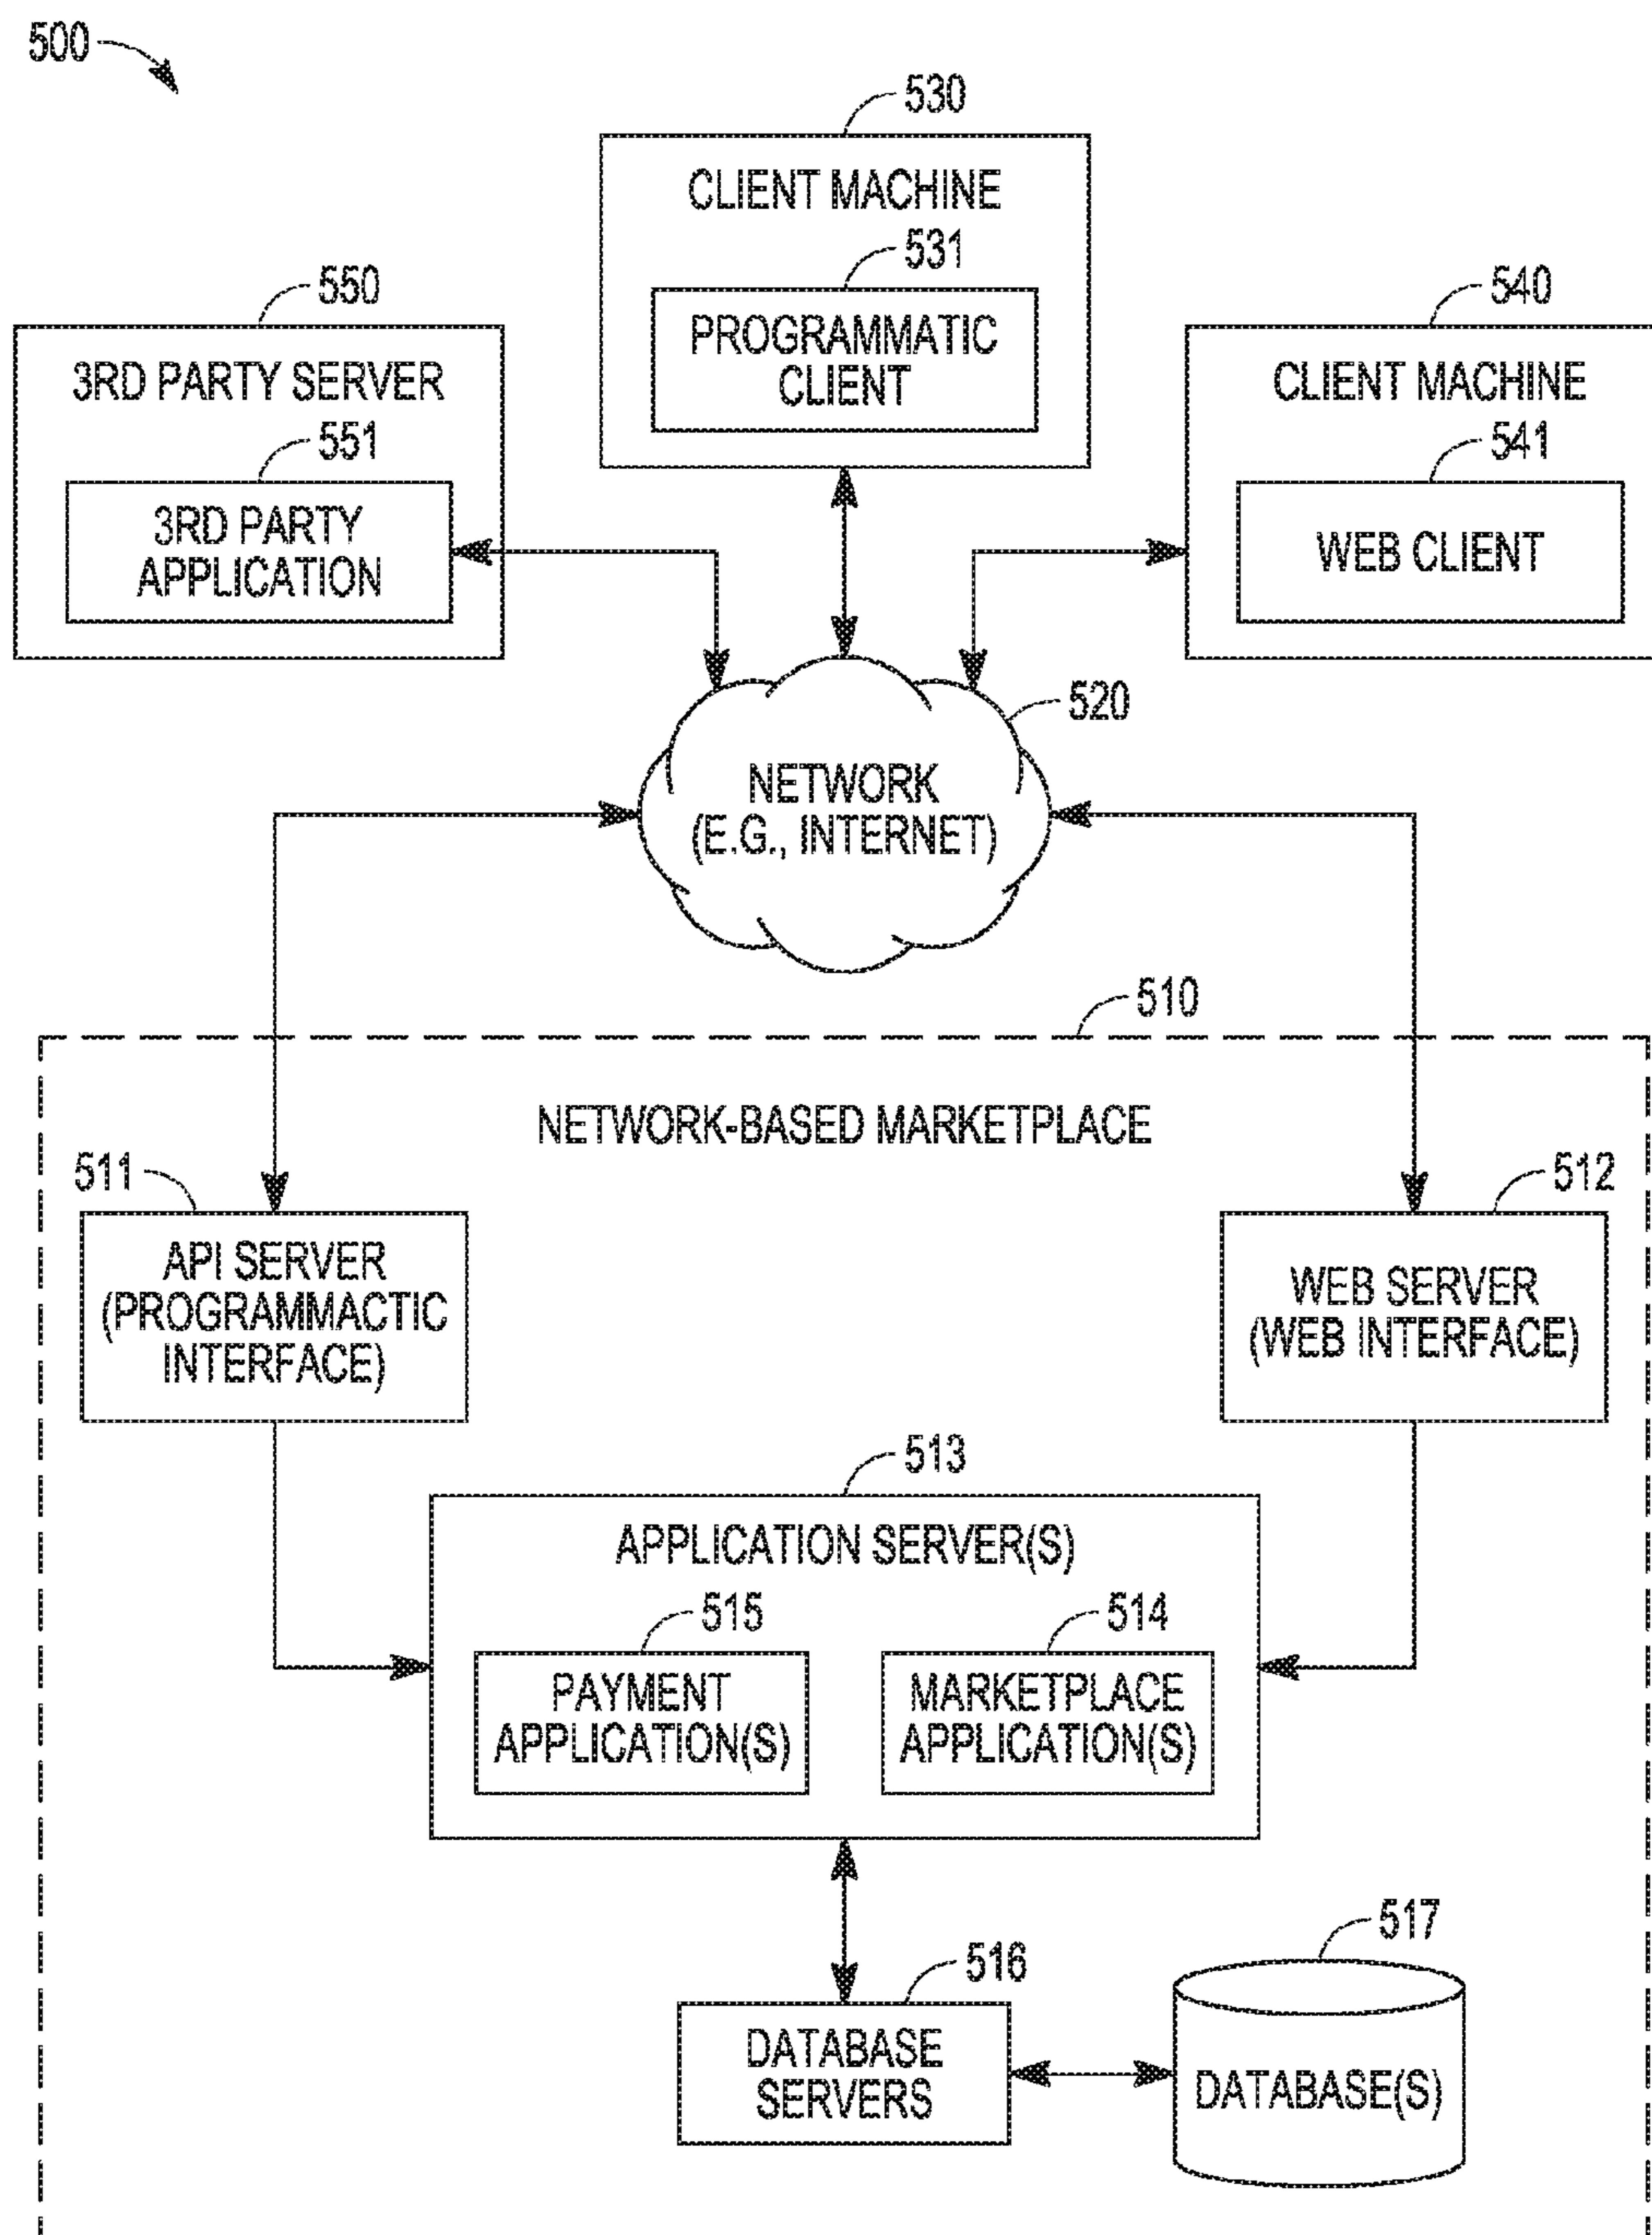 500
530
CLIENT MACHINE
531
PROGRAMMATIC
CLIENT
550
3RD PARTY SERVER
551
3RD PARTY
APPLICATION
540
CLIENT MACHINE
541
WEB CLIENT
520
NETWORK
(E.G., INTERNET)
510
NETWORK-BASED MARKETPLACE
511
API SERVER
(PROGRAMMACTIC
INTERFACE)
512
WEB SERVER
(WEB INTERFACE)
513
APPLICATION SERVER(S)
515
PAYMENT
APPLICATION(S)
514
MARKETPLACE
APPLICATION(S)
516
DATABASE
SERVERS
517
DATABASE(S)